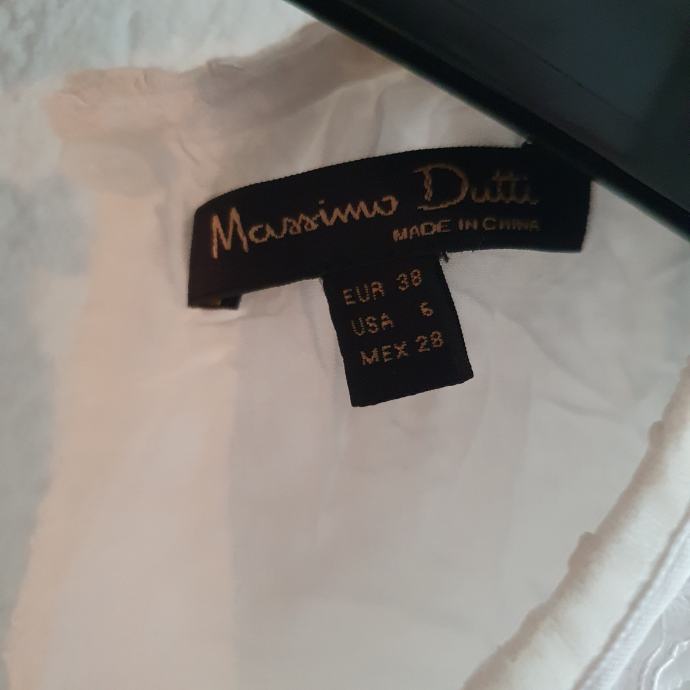 Massimo Dutti
MADE IN CHINA
EUR 38
USA 6
MEX 28